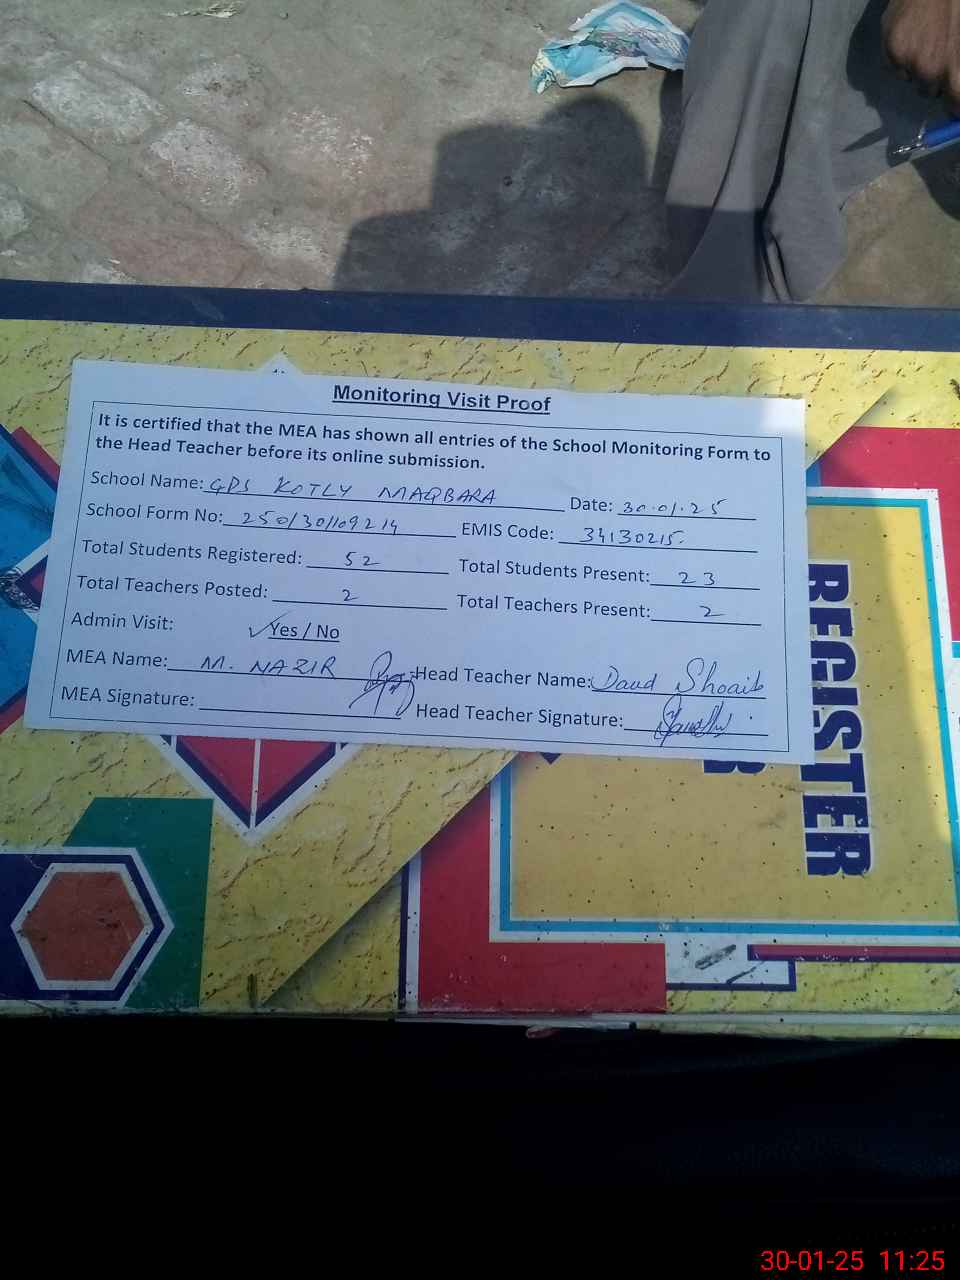 Monitoring Visit Proof
It is certified that the MEA has shown all entries of the School Monitoring Form to
the Head Teacher before its online submission.
School Name: GPS KOTLY MAQBARA Date: 30.01.25
School Form No: 250130109214 EMIS Code: 34130215.
Total Students Registered: 52 Total Students Present: 23
Total Teachers Posted: 2 Total Teachers Present: 2
Admin Visit: ✓Yes / No
MEA Name: M. NAZIR Head Teacher Name: Daud Shoaib
MEA Signature: Head Teacher Signature:
REGISTER
30-01-25 11:25